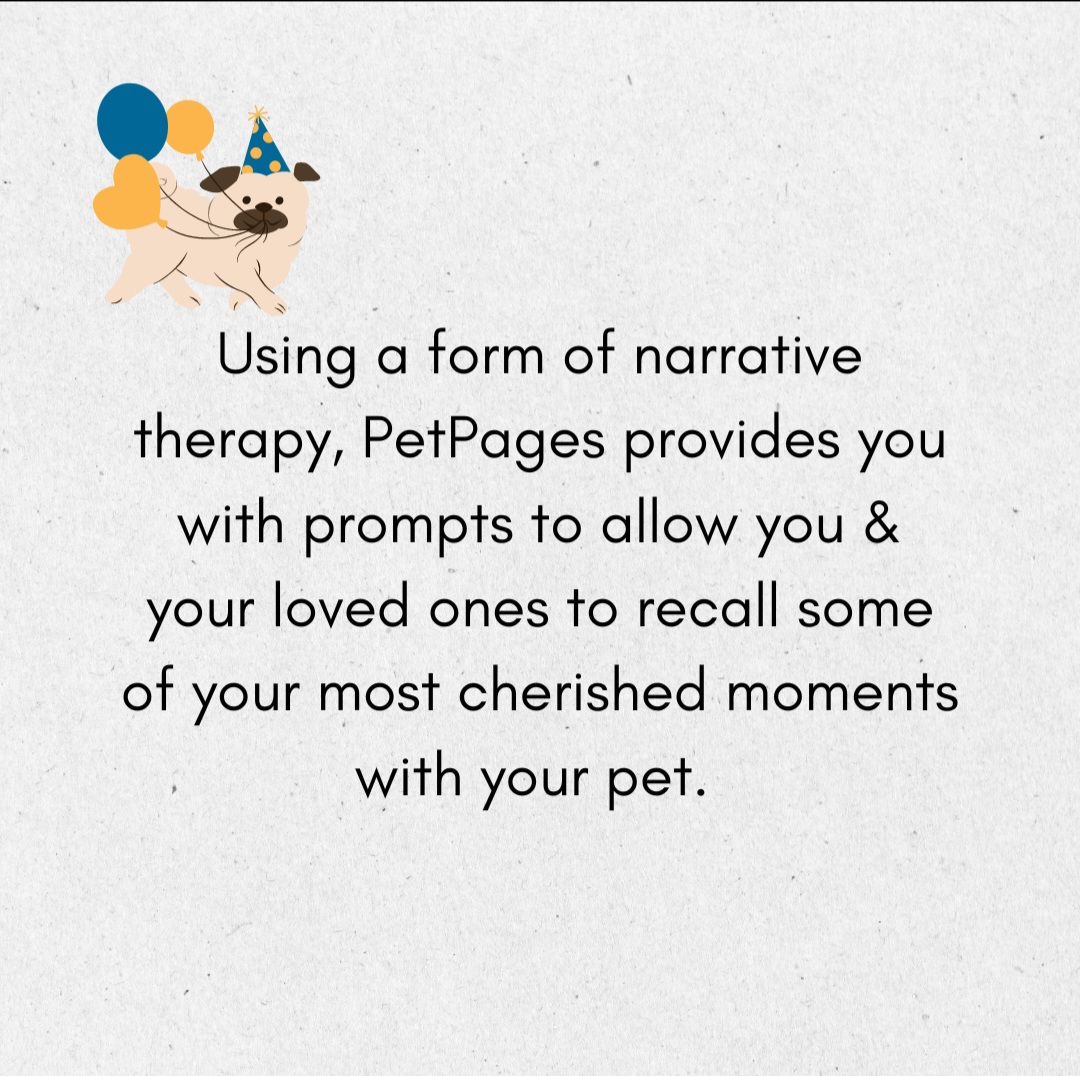 Using a form of narrative
therapy, PetPages provides you
with prompts to allow you &
your loved ones to recall some
of your most cherished moments
with your pet.